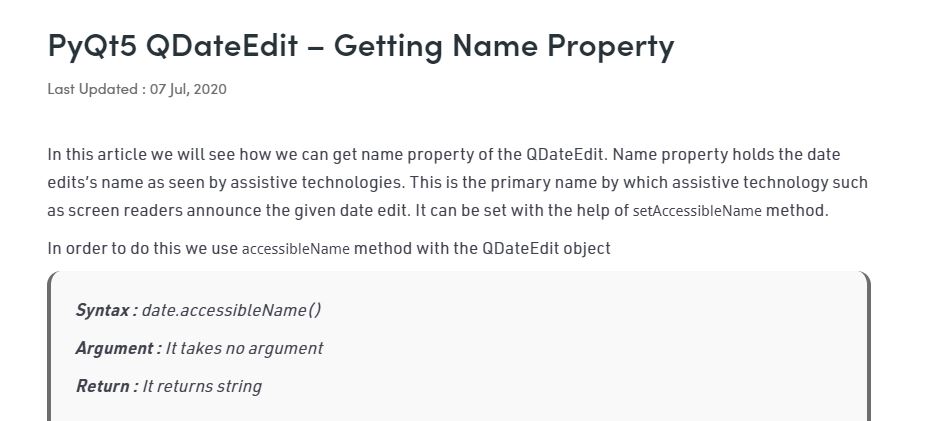 PyQt5 QDateEdit – Getting Name Property
Last Updated : 07 Jul, 2020
In this article we will see how we can get name property of the QDateEdit. Name property holds the date
edits’s name as seen by assistive technologies. This is the primary name by which assistive technology such
as screen readers announce the given date edit. It can be set with the help of setAccessibleName method.
In order to do this we use accessibleName method with the QDateEdit object
Syntax : date.accessibleName()
Argument : It takes no argument
Return : It returns string